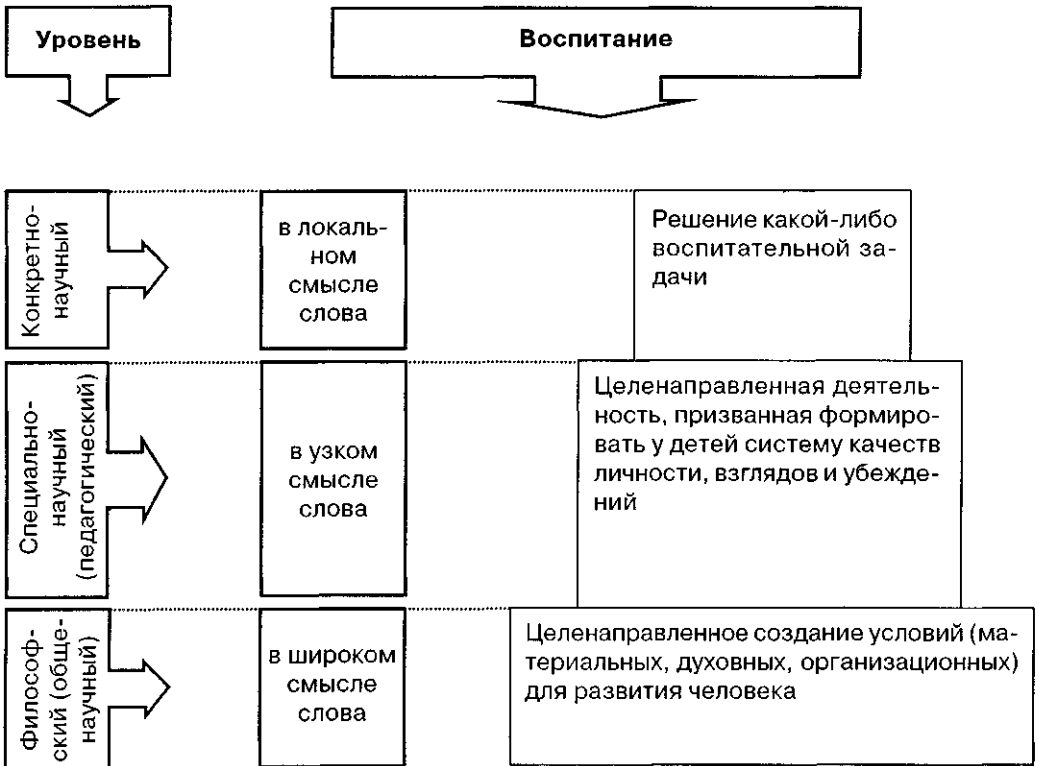 Уровень
Воспитание
Конкретно-
научный
в локаль-
ном
смысле
слова
Решение какой-либо
воспитательной за-
дачи
Специально-
научный
(педагогический)
в узком
смысле
слова
Целенаправленная деятель-
ность, призванная формиро-
вать у детей систему качеств
личности, взглядов и убежде-
ний
Философ-
ский (обще-
научный)
в широком
смысле
слова
Целенаправленное создание условий (ма-
териальных, духовных, организационных)
для развития человека